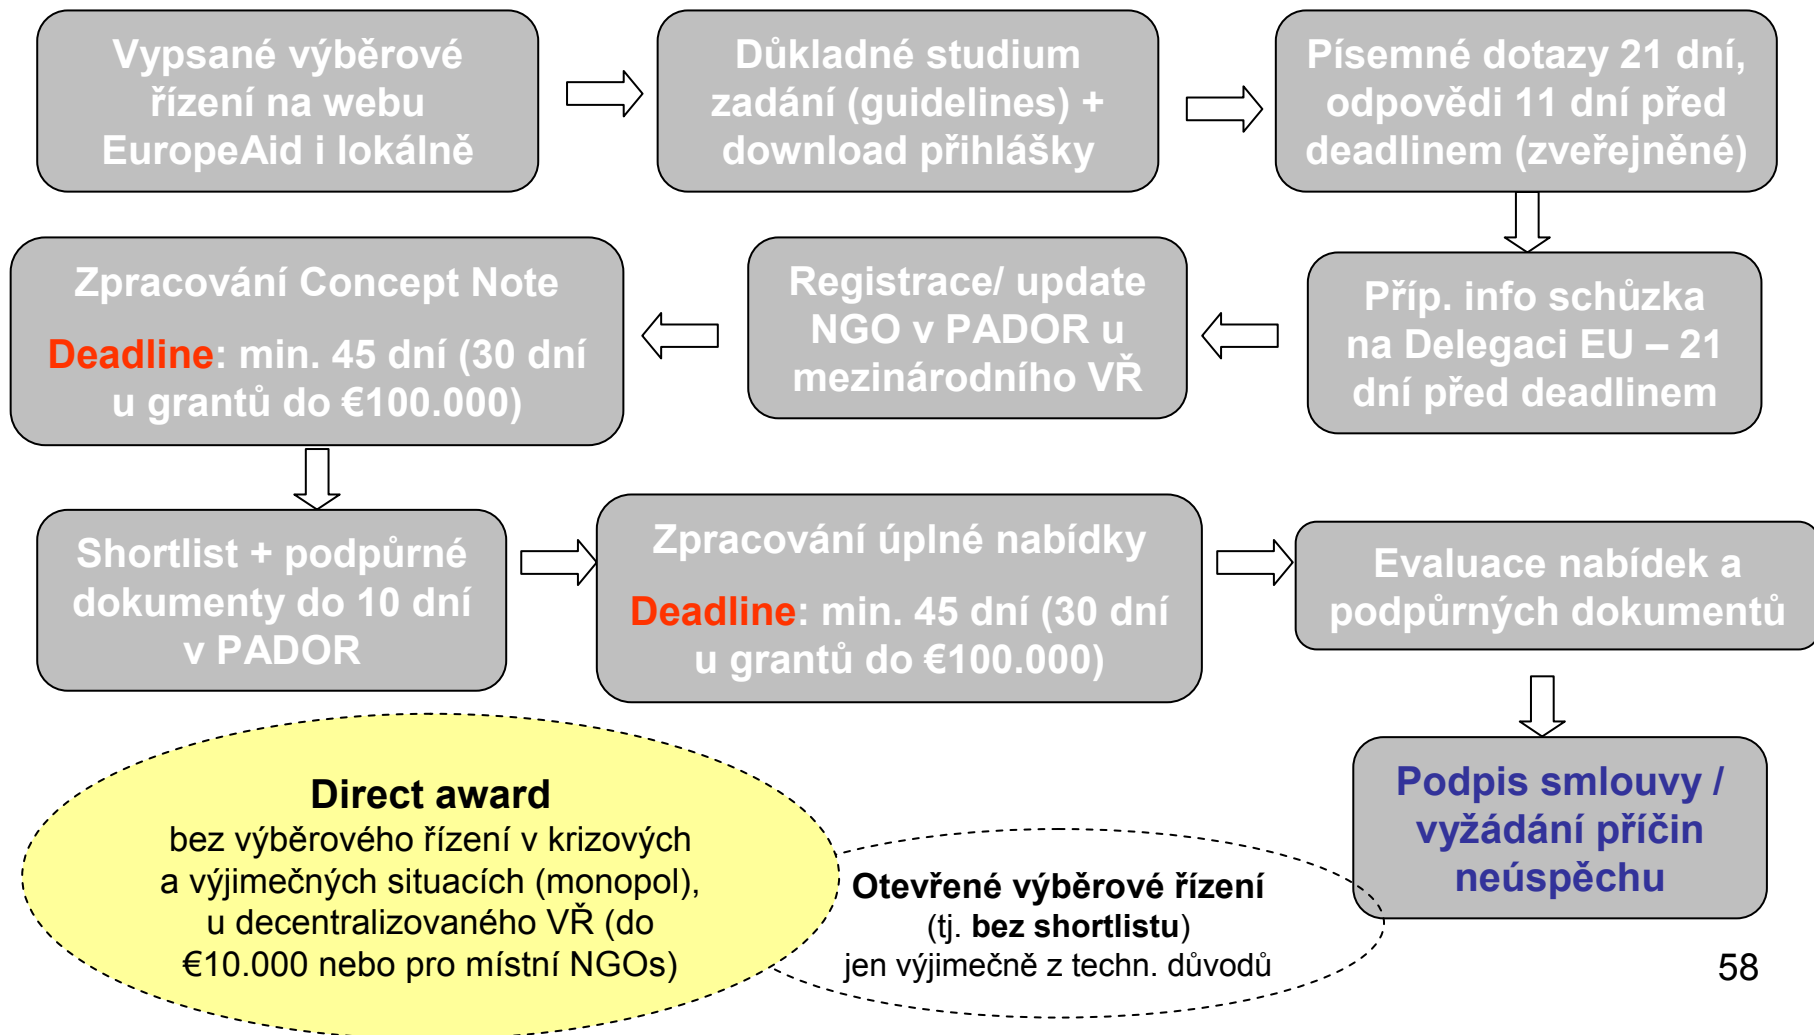 Vypsané výběrové
řízení na webu
EuropeAid i lokálně
Důkladné studium
zadání (guidelines) +
download přihlášky
Písemné dotazy 21 dní,
odpovědi 11 dní před
deadlinem (zveřejněné)
Příp. info schůzka
na Delegaci EU – 21
dní před deadlinem
Registrace/ update
NGO v PADOR u
mezinárodního VŘ
Zpracování Concept Note
Deadline: min. 45 dní (30 dní
u grantů do €100.000)
Shortlist + podpůrné
dokumenty do 10 dní
v PADOR
Zpracování úplné nabídky
Deadline: min. 45 dní (30 dní
u grantů do €100.000)
Evaluace nabídek a
podpůrných dokumentů
Podpis smlouvy /
vyžádání příčin
neúspěchu
Direct award
bez výběrového řízení v krizových
a výjimečných situacích (monopol),
u decentralizovaného VŘ (do
€10.000 nebo pro místní NGOs)
Otevřené výběrové řízení
(tj. bez shortlistu)
jen výjimečně z techn. důvodů
58